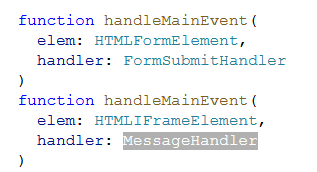 function handleMainEvent(
  elem: HTMLFormElement,
  handler: FormSubmitHandler
)
function handleMainEvent(
  elem: HTMLIFrameElement,
  handler: MessageHandler
)